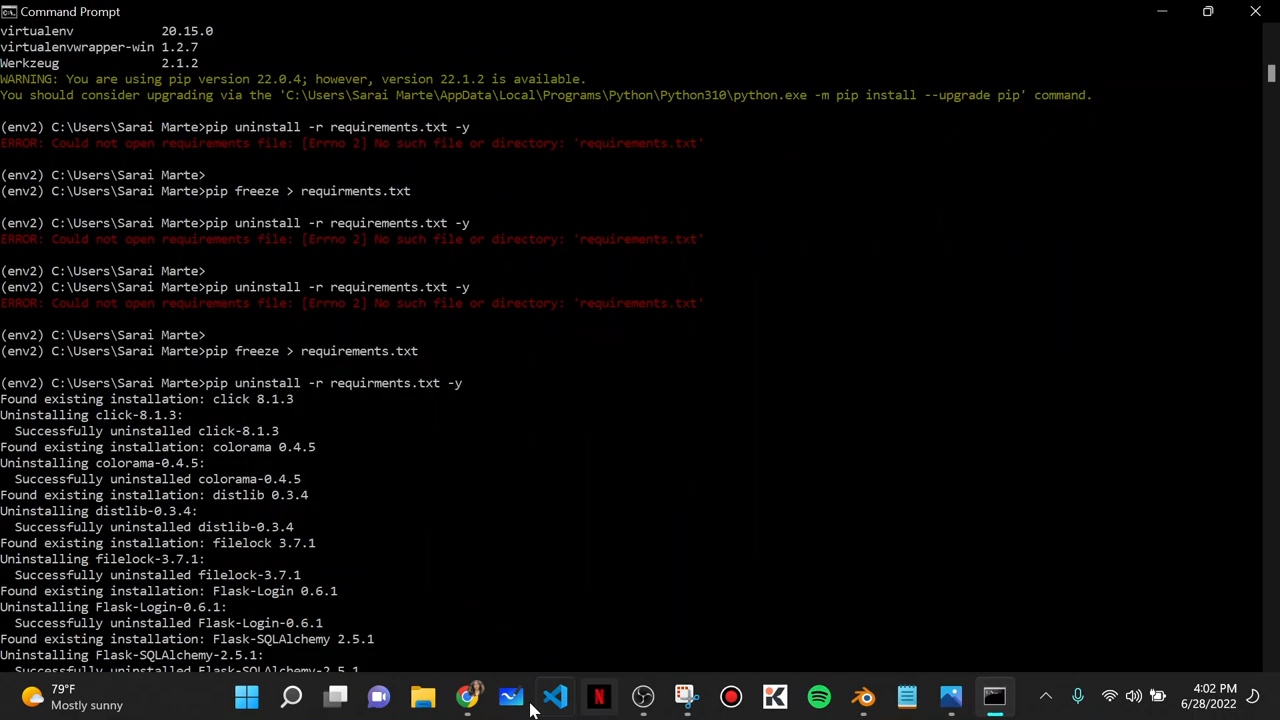 Command Prompt
virtualenv 20.15.0
virtualenvwrapper-win 1.2.7
Werkzeug 2.1.2
WARNING: You are using pip version 22.0.4; however, version 22.1.2 is available.
You should consider upgrading via the 'C:\Users\Sarai Marte\AppData\Local\Programs\Python\Python310\python.exe -m pip install --upgrade pip' command.
(env2) C:\Users\Sarai Marte>pip uninstall -r requirements.txt -y
ERROR: Could not open requirements file: [Errno 2] No such file or directory: 'requirements.txt'
(env2) C:\Users\Sarai Marte>
(env2) C:\Users\Sarai Marte>pip freeze > requirments.txt
(env2) C:\Users\Sarai Marte>pip uninstall -r requirements.txt -y
ERROR: Could not open requirements file: [Errno 2] No such file or directory: 'requirements.txt'
(env2) C:\Users\Sarai Marte>
(env2) C:\Users\Sarai Marte>pip uninstall -r requirements.txt -y
ERROR: Could not open requirements file: [Errno 2] No such file or directory: 'requirements.txt'
(env2) C:\Users\Sarai Marte>
(env2) C:\Users\Sarai Marte>pip freeze > requirements.txt
(env2) C:\Users\Sarai Marte>pip uninstall -r requirments.txt -y
Found existing installation: click 8.1.3
Uninstalling click-8.1.3:
Successfully uninstalled click-8.1.3
Found existing installation: colorama 0.4.5
Uninstalling colorama-0.4.5:
Successfully uninstalled colorama-0.4.5
Found existing installation: distlib 0.3.4
Uninstalling distlib-0.3.4:
Successfully uninstalled distlib-0.3.4
Found existing installation: filelock 3.7.1
Uninstalling filelock-3.7.1:
Successfully uninstalled filelock-3.7.1
Found existing installation: Flask-Login 0.6.1
Uninstalling Flask-Login-0.6.1:
Successfully uninstalled Flask-Login-0.6.1
Found existing installation: Flask-SQLAlchemy 2.5.1
Uninstalling Flask-SQLAlchemy-2.5.1:
Successfully uninstalled Flask-SQLAlchemy-2.5.1
79°F
Mostly sunny
N
K
4:02 PM
6/28/2022